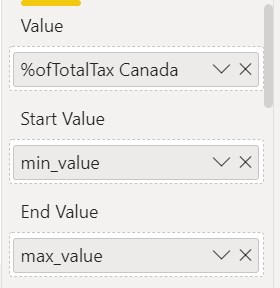 Value
%ofTotalTax Canada
Start Value
min_value
End Value
max_value